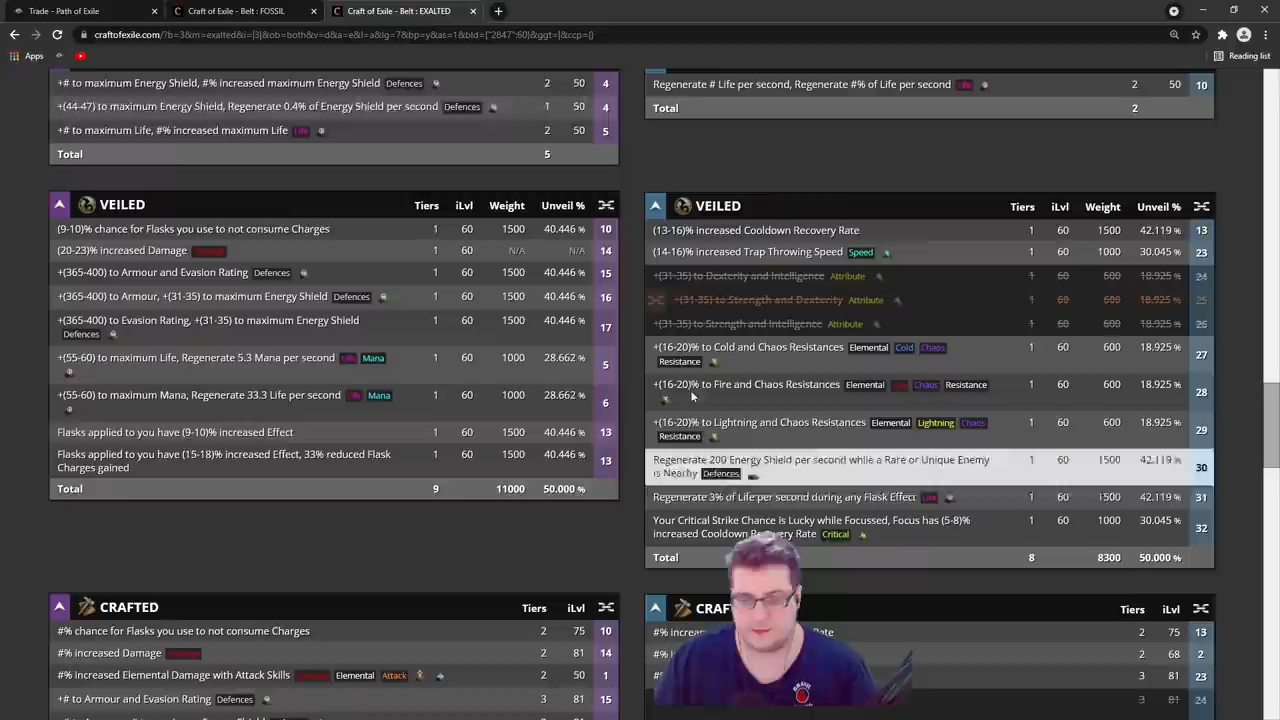 Trade - Path of Exile
Craft of Exile - Belt : FOSSIL
Craft of Exile - Belt : EXALTED
craftofexile.com/?b=3&m=exalted&i=|3|&ob=both&v=d&a=e&l=a&lg=7&bp=y&as=1&bld={"2847":60}&ggt=|&ccp={}
Apps
Reading list
+# to maximum Energy Shield, #% increased maximum Energy Shield Defences 2 50 4
+(44-47) to maximum Energy Shield, Regenerate 0.4% of Energy Shield per second Defences 1 50 4
+# to maximum Life, #% increased maximum Life Life 2 50 5
Total 5
Regenerate # Life per second, Regenerate #% of Life per second Life 2 50 10
Total 2
VEILED Tiers iLvl Weight Unveil %
(9-10)% chance for Flasks you use to not consume Charges 1 60 1500 40.446 % 10
(20-23)% increased Damage Damage 1 60 N/A N/A 14
+(365-400) to Armour and Evasion Rating Defences 1 60 1500 40.446 % 15
+(365-400) to Armour, +(31-35) to maximum Energy Shield Defences 1 60 1500 40.446 % 16
+(365-400) to Evasion Rating, +(31-35) to maximum Energy Shield 1 60 1500 40.446 % 17
Defences
+(55-60) to maximum Life, Regenerate 5.3 Mana per second Life Mana 1 60 1000 28.662 % 5
+(55-60) to maximum Mana, Regenerate 33.3 Life per second Life Mana 1 60 1000 28.662 % 6
Flasks applied to you have (9-10)% increased Effect 1 60 1500 40.446 % 13
Flasks applied to you have (15-18)% increased Effect, 33% reduced Flask 1 60 1500 40.446 % 13
Charges gained
Total 9 11000 50.000 %
VEILED Tiers iLvl Weight Unveil %
(13-16)% increased Cooldown Recovery Rate 1 60 1500 42.119 % 13
(14-16)% increased Trap Throwing Speed Speed 1 60 1000 30.045 % 23
+(31-35) to Dexterity and Intelligence Attribute 1 60 600 18.925 % 24
+(31-35) to Strength and Dexterity Attribute 1 60 600 18.925 % 25
+(31-35) to Strength and Intelligence Attribute 1 60 600 18.925 % 26
+(16-20)% to Cold and Chaos Resistances Elemental Cold Chaos 1 60 600 18.925 % 27
Resistance
+(16-20)% to Fire and Chaos Resistances Elemental Fire Chaos Resistance 1 60 600 18.925 % 28
+(16-20)% to Lightning and Chaos Resistances Elemental Lightning Chaos 1 60 600 18.925 % 29
Resistance
Regenerate 200 Energy Shield per second while a Rare or Unique Enemy 1 60 1500 42.119 % 30
is Nearby Defences
Regenerate 3% of Life per second during any Flask Effect Life 1 60 1500 42.119 % 31
Your Critical Strike Chance is Lucky while Focussed, Focus has (5-8)% 1 60 1000 30.045 % 32
increased Cooldown Recovery Rate Critical
Total 8 8300 50.000 %
CRAFTED Tiers iLvl
#% chance for Flasks you use to not consume Charges 2 75 10
#% increased Damage Damage 2 81 14
#% increased Elemental Damage with Attack Skills Damage Elemental Attack 2 50 1
+# to Armour and Evasion Rating Defences 3 81 15
CRAF Tiers iLvl
#% increa Rate 2 75 13
2 68 2
3 81 23
3 81 24